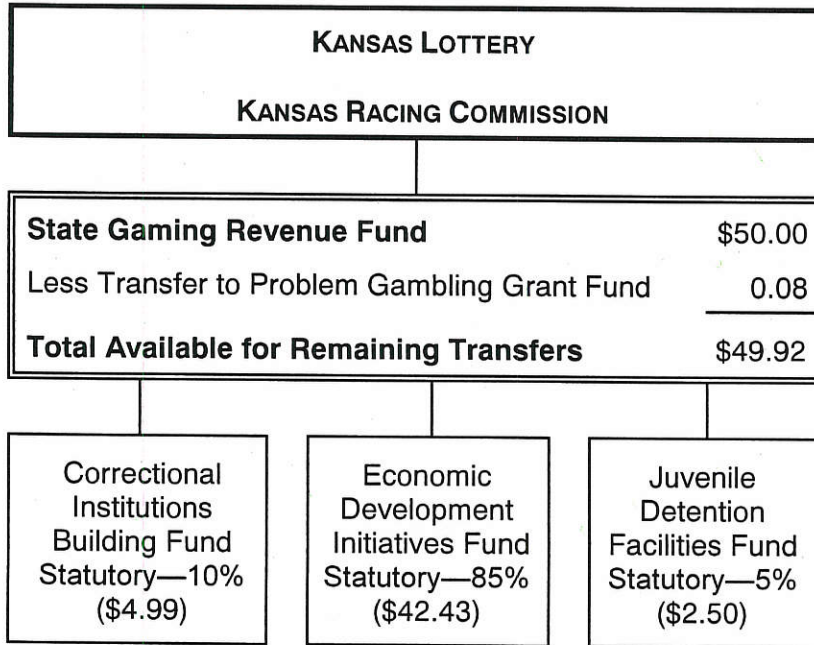 KANSAS LOTTERY
KANSAS RACING COMMISSION
State Gaming Revenue Fund $50.00
Less Transfer to Problem Gambling Grant Fund 0.08
Total Available for Remaining Transfers $49.92
Correctional
Institutions
Building Fund
Statutory—10%
($4.99)
Economic
Development
Initiatives Fund
Statutory—85%
($42.43)
Juvenile
Detention
Facilities Fund
Statutory—5%
($2.50)